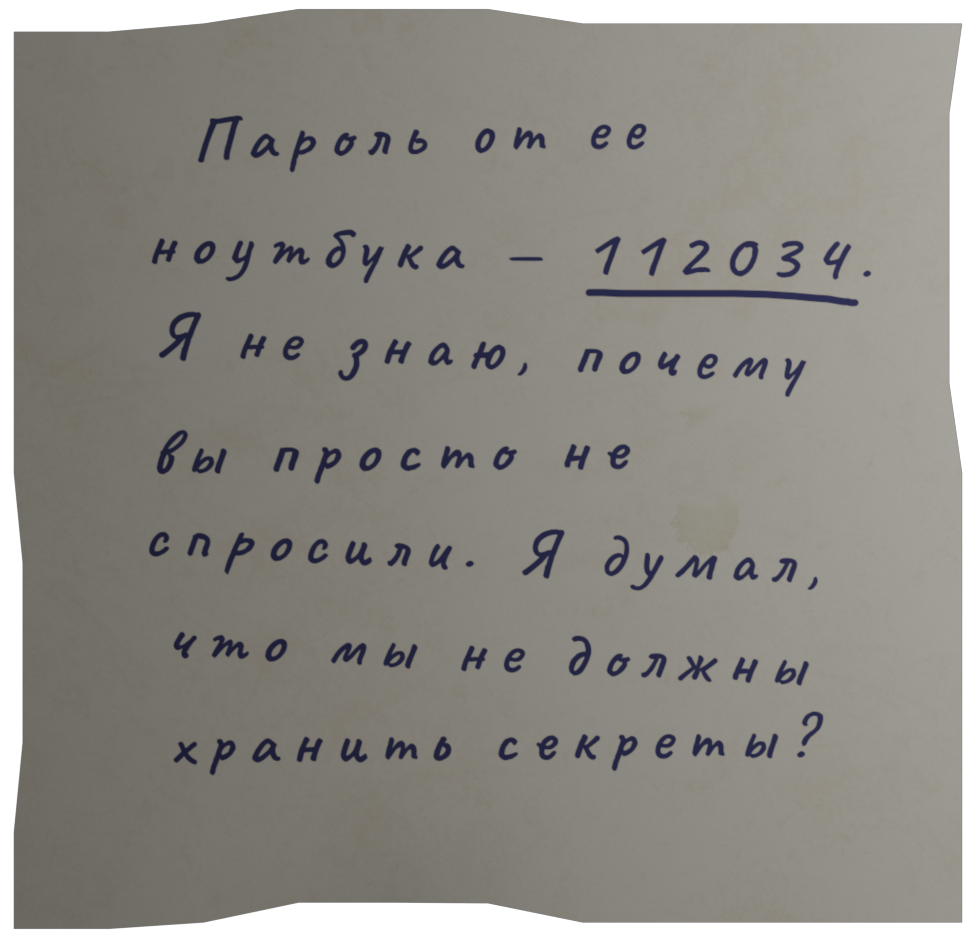 Пароль от ее
ноутбука – 112034.
Я не знаю, почему
вы просто не
спросили. Я думал,
что мы не должны
хранить секреты?